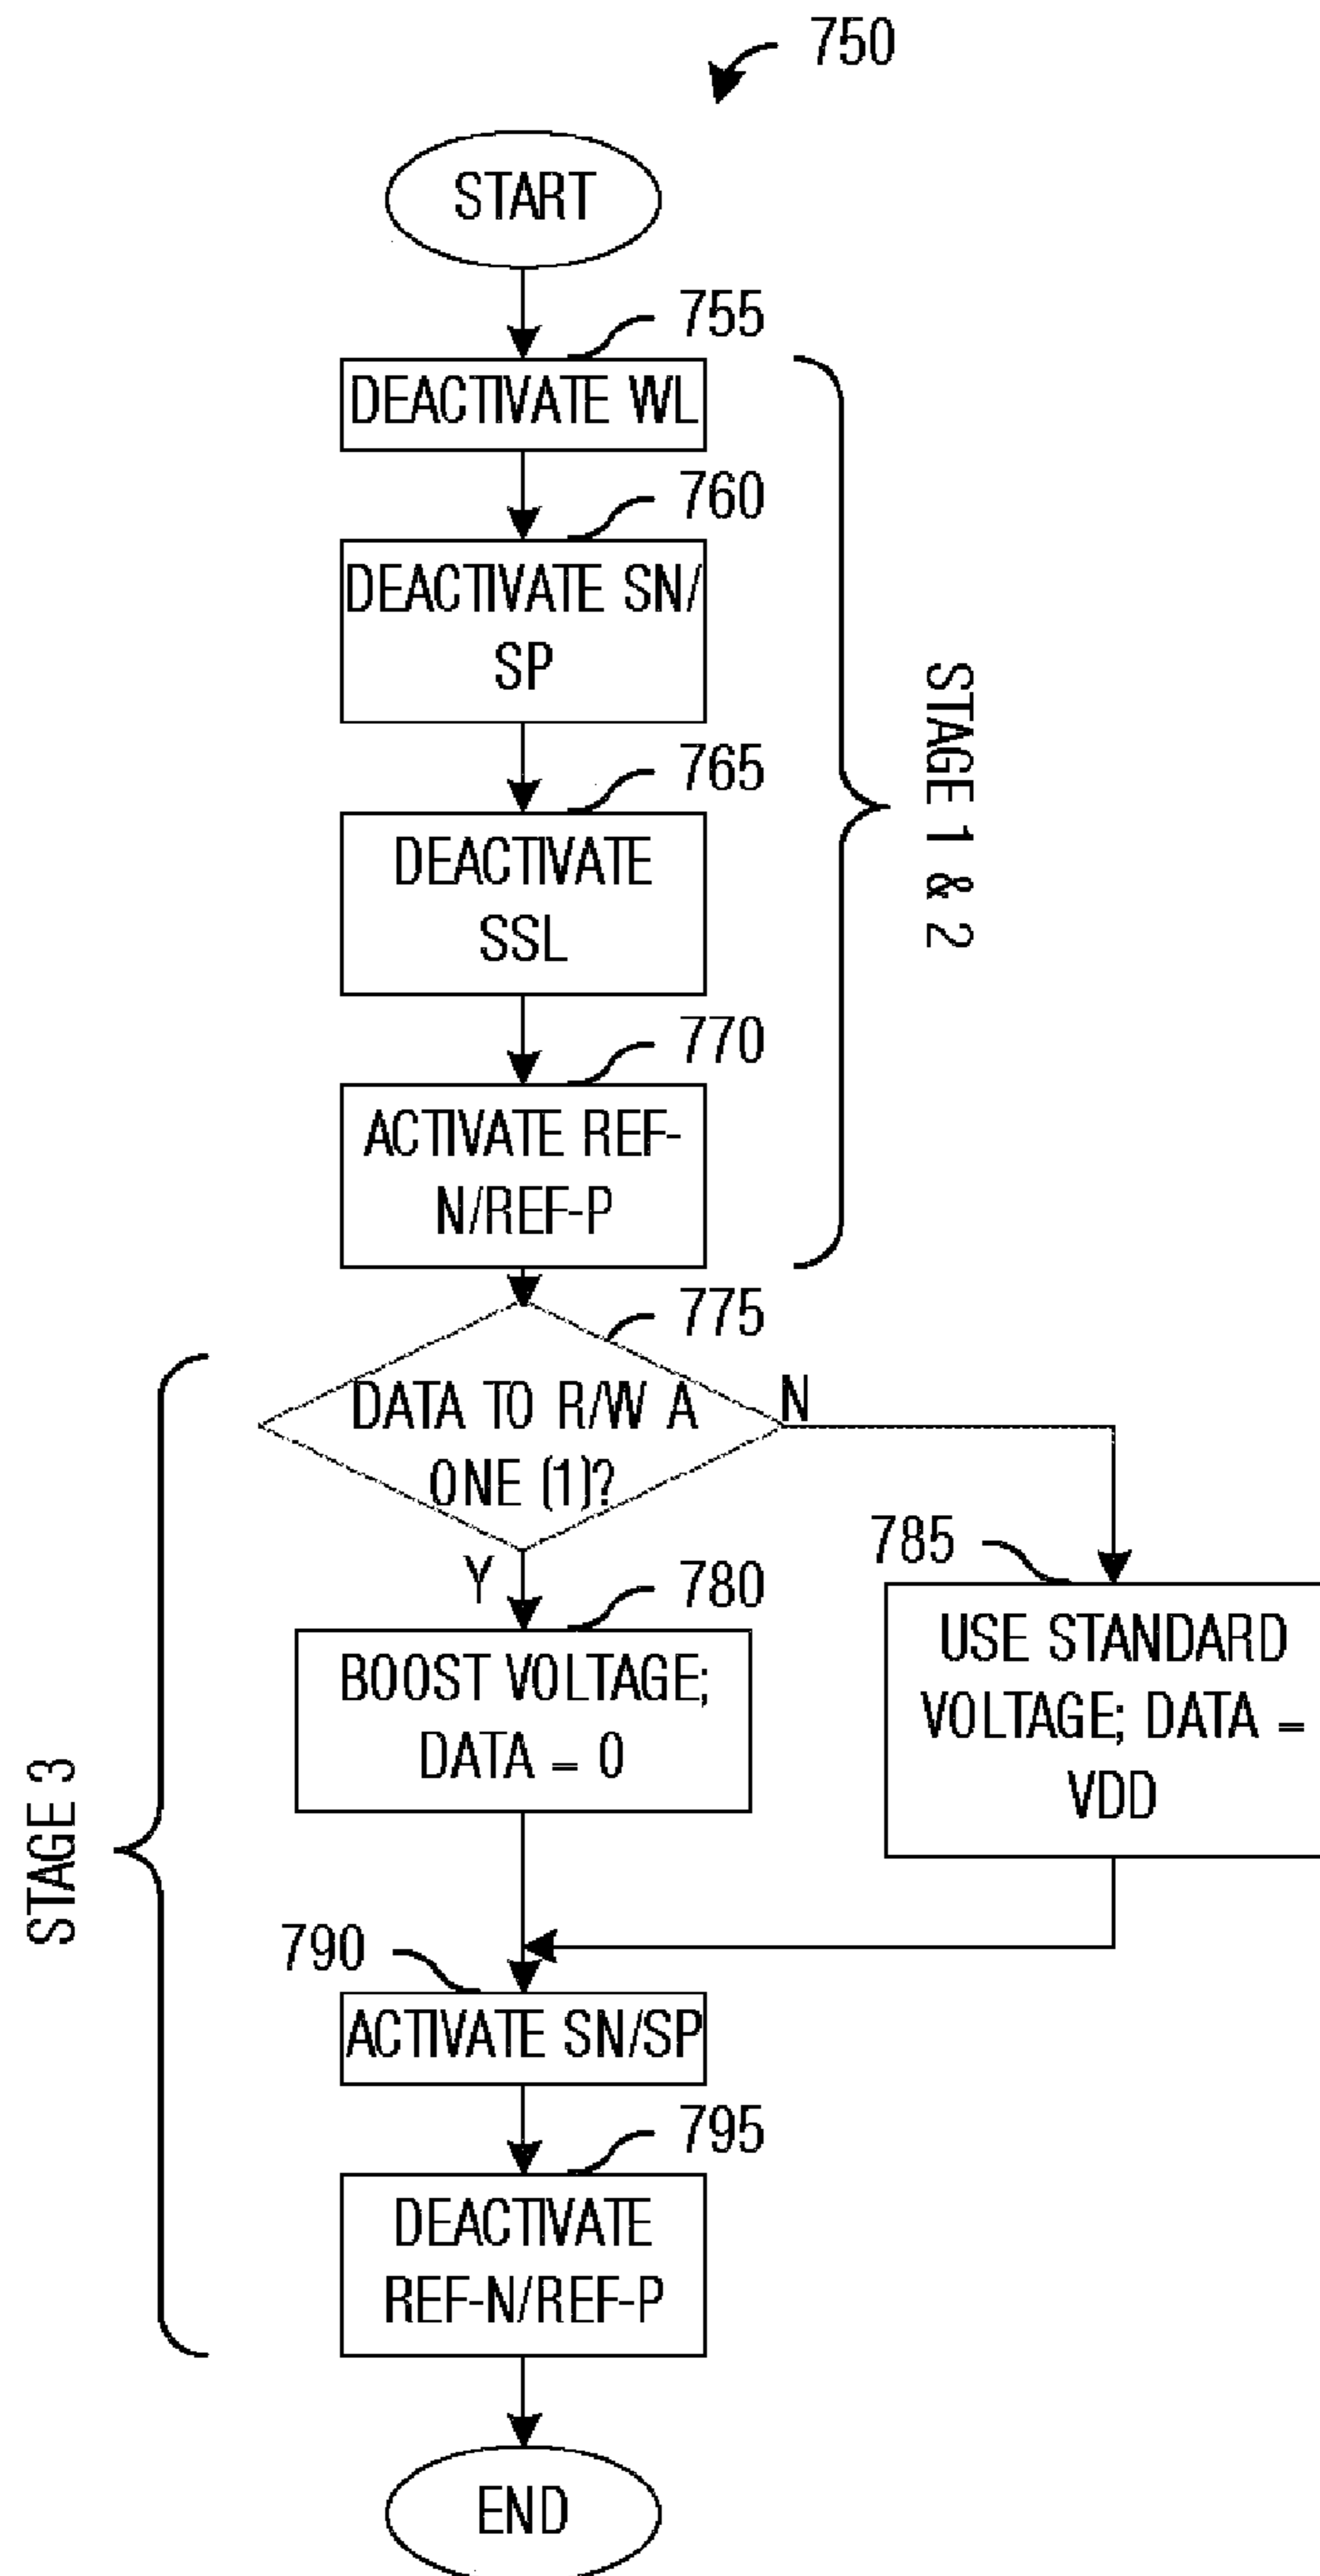 750
START
755
DEACTIVATE WL
760
DEACTIVATE SN/
SP
765
DEACTIVATE
SSL
770
ACTIVATE REF-
N/REF-P
STAGE 1 & 2
775
DATA TO R/W A
ONE (1)?
N
Y
780
BOOST VOLTAGE;
DATA = 0
785
USE STANDARD
VOLTAGE; DATA =
VDD
STAGE 3
790
ACTIVATE SN/SP
795
DEACTIVATE
REF-N/REF-P
END